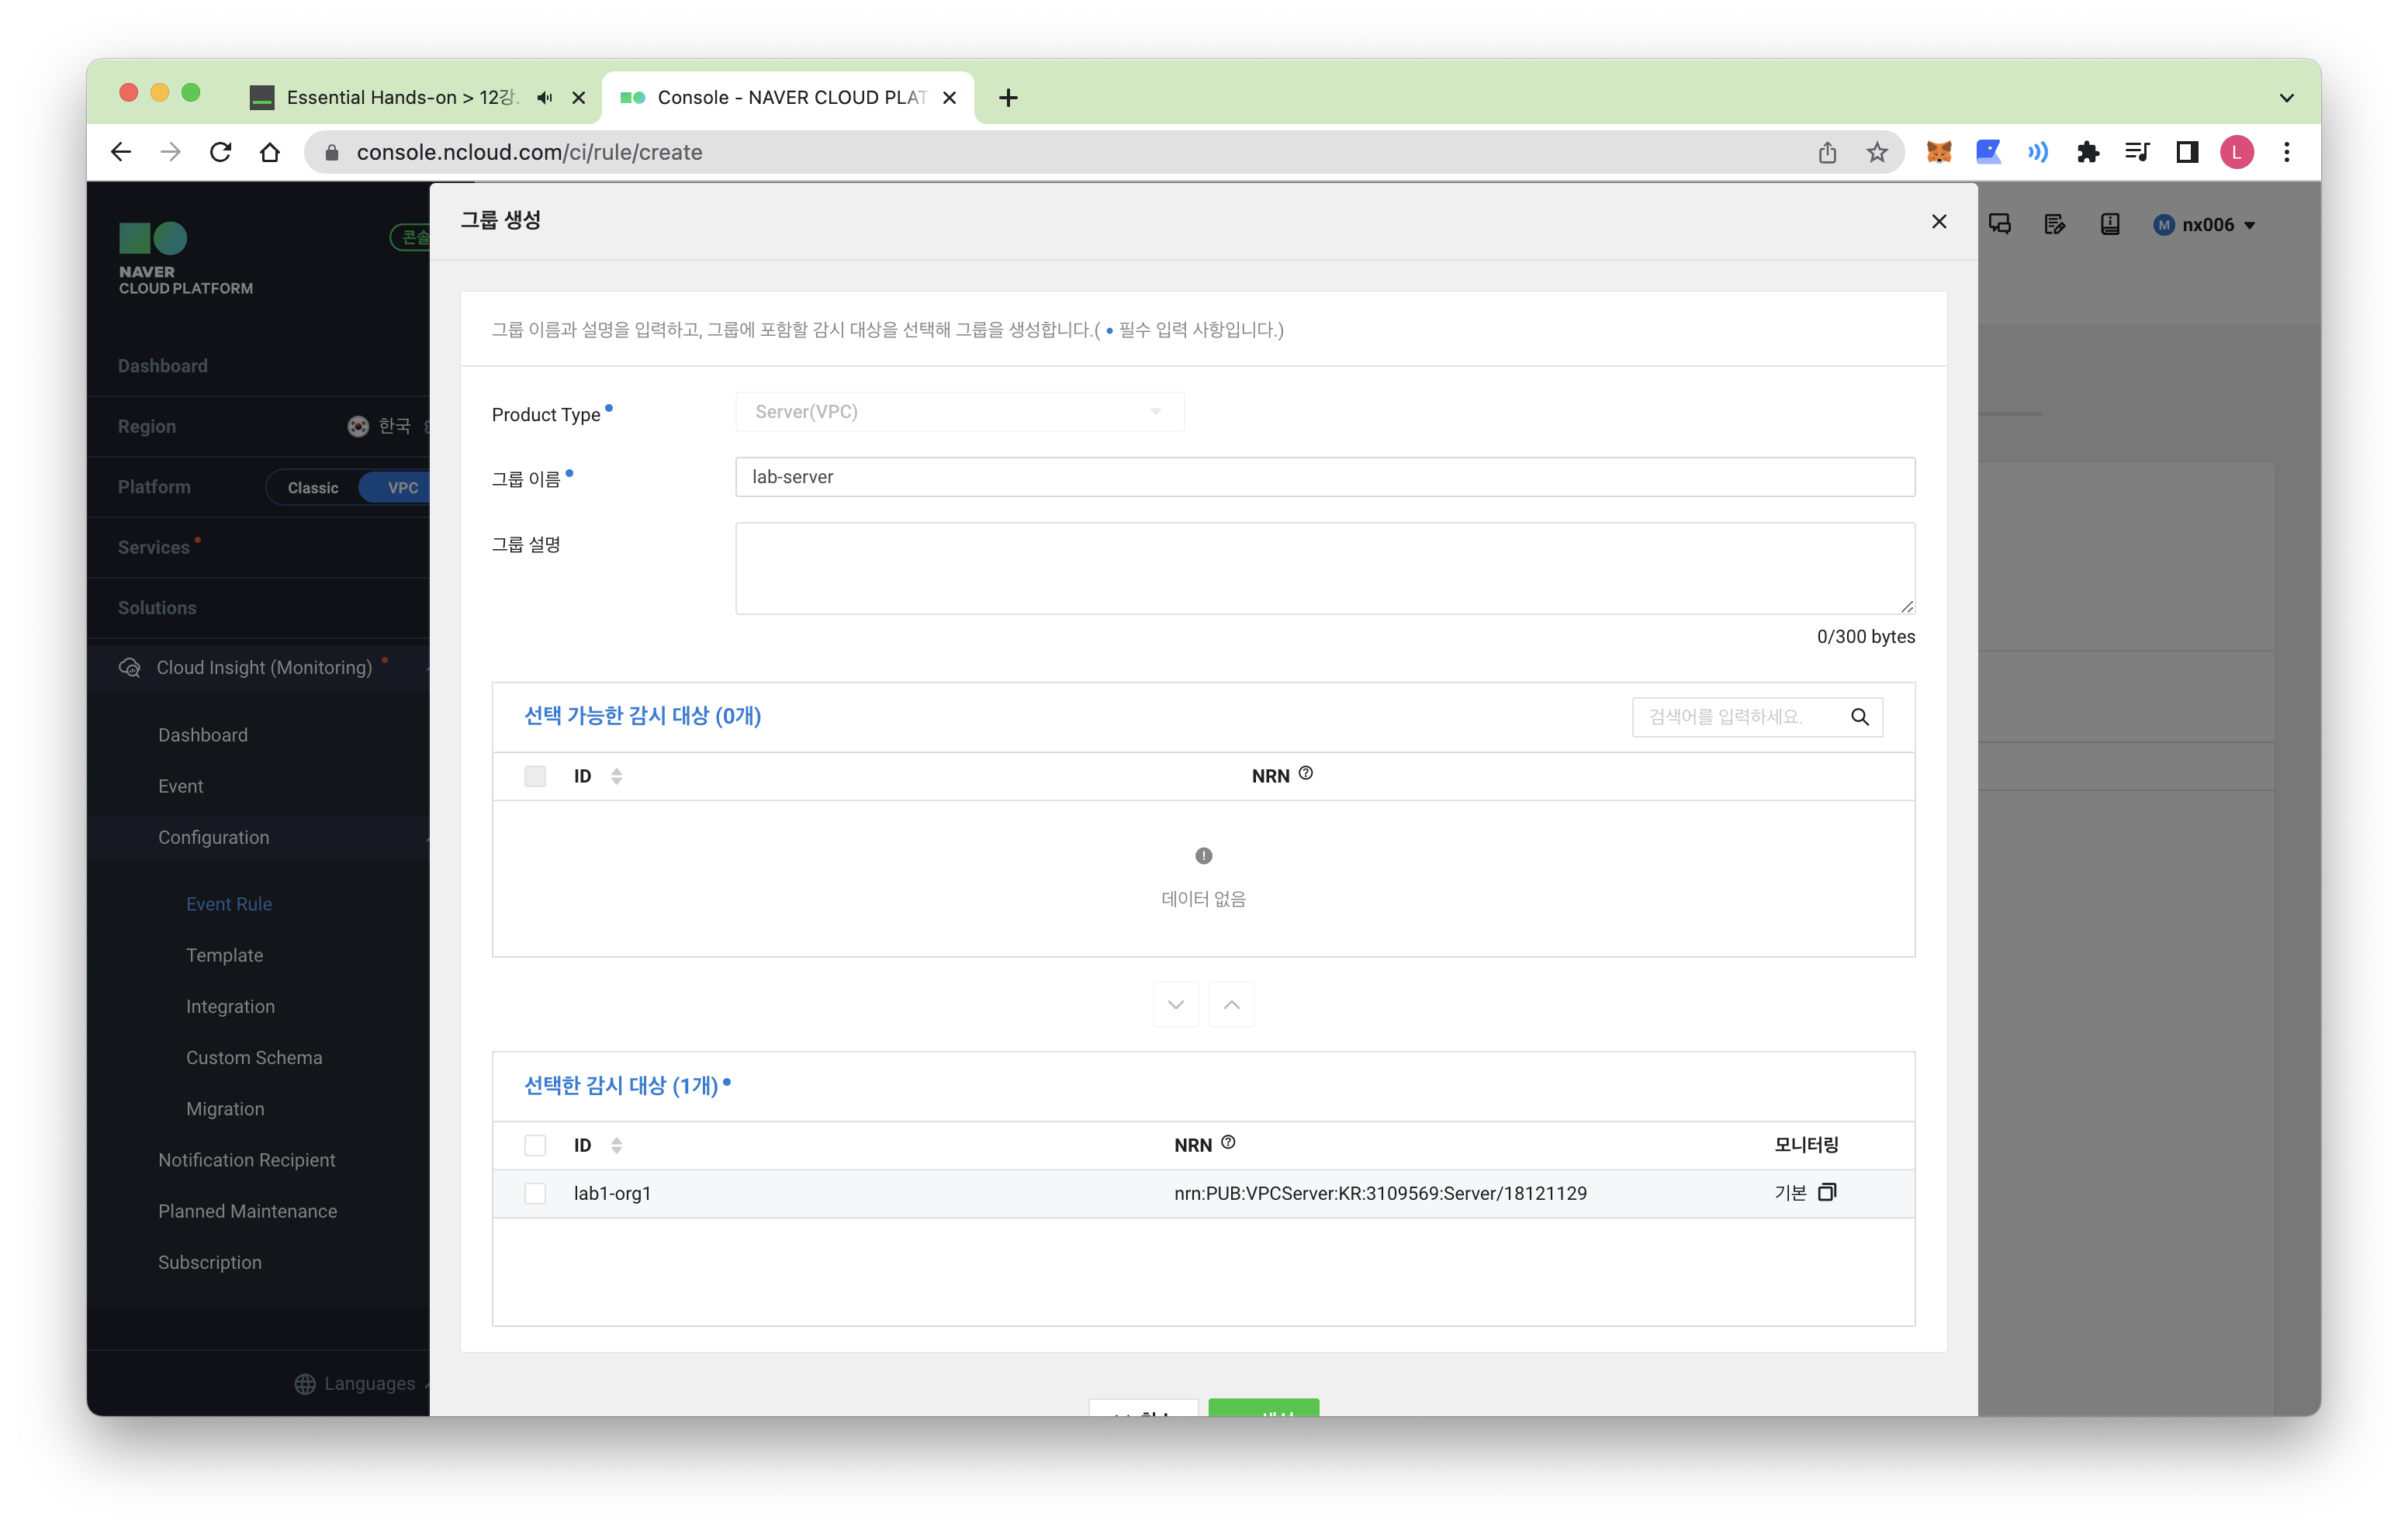 Essential Hands-on > 12강.
Console - NAVER CLOUD PLAT
console.ncloud.com/ci/rule/create
L
NAVER
CLOUD PLATFORM
콘솔
그룹 생성
M nx006
그룹 이름과 설명을 입력하고, 그룹에 포함할 감시 대상을 선택해 그룹을 생성합니다.( • 필수 입력 사항입니다.)
Dashboard
Region 한국
Platform Classic VPC
Services
Solutions
Cloud Insight (Monitoring)
Dashboard
Event
Configuration
Event Rule
Template
Integration
Custom Schema
Migration
Notification Recipient
Planned Maintenance
Subscription
Languages
Product Type Server(VPC)
그룹 이름 lab-server
그룹 설명
0/300 bytes
선택 가능한 감시 대상 (0개)
검색어를 입력하세요.
ID NRN
데이터 없음
선택한 감시 대상 (1개)
ID NRN 모니터링
lab1-org1 nrn:PUB:VPCServer:KR:3109569:Server/18121129 기본